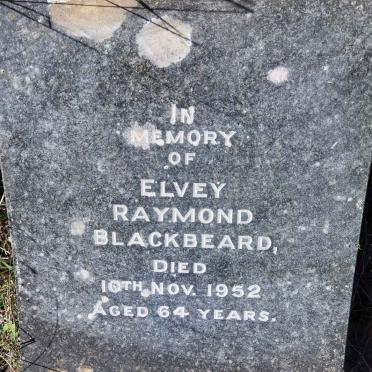 IN
MEMORY
OF
ELVEY
RAYMOND
BLACKBEARD,
DIED
10TH NOV. 1952
AGED 64 YEARS.